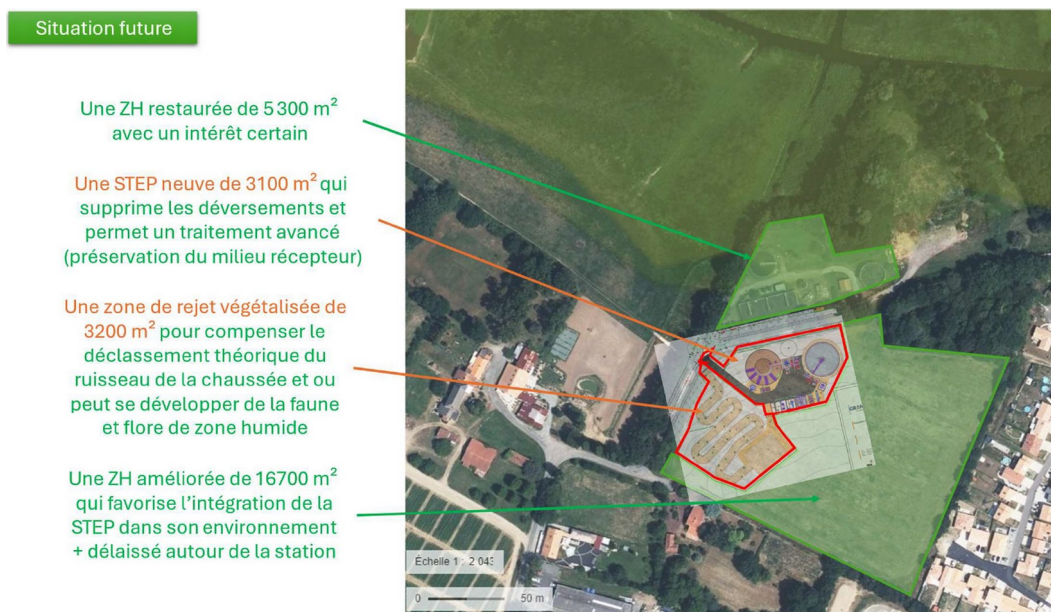 Situation future
Une ZH restaurée de 5 300 m²
avec un intérêt certain
Une STEP neuve de 3100 m² qui
supprime les déversements et
permet un traitement avancé
(préservation du milieu récepteur)
Une zone de rejet végétalisée de
3200 m² pour compenser le
déclassement théorique du
ruisseau de la chaussée et ou
peut se développer de la faune
et flore de zone humide
Une ZH améliorée de 16700 m²
qui favorise l'intégration de la
STEP dans son environnement
+ délaissé autour de la station
Échelle 1 : 2 043
0 50 m